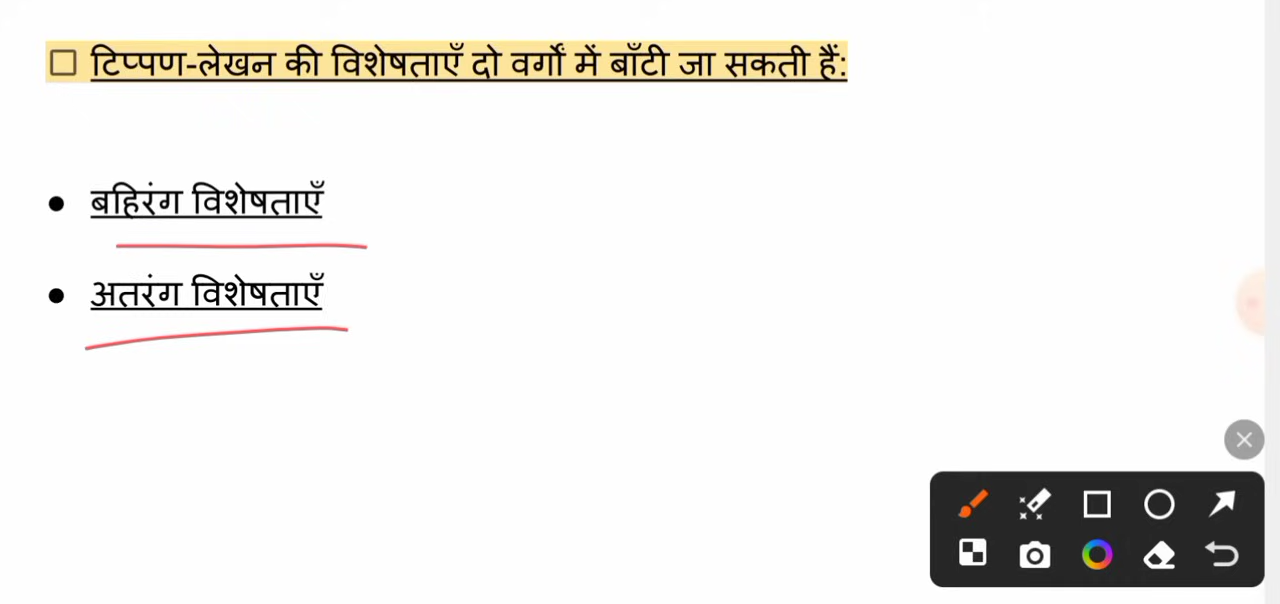 ☐ टिप्पण-लेखन की विशेषताएँ दो वर्गों में बाँटी जा सकती हैं:
● बहिरंग विशेषताएँ
● अतरंग विशेषताएँ